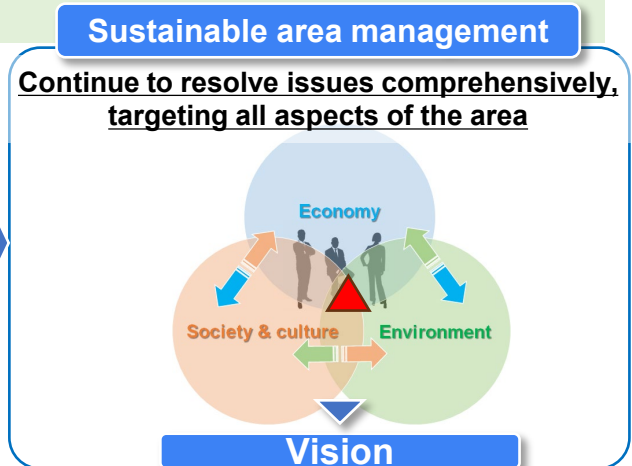 Sustainable area management
Continue to resolve issues comprehensively,
targeting all aspects of the area
Economy
Society & culture
Environment
Vision